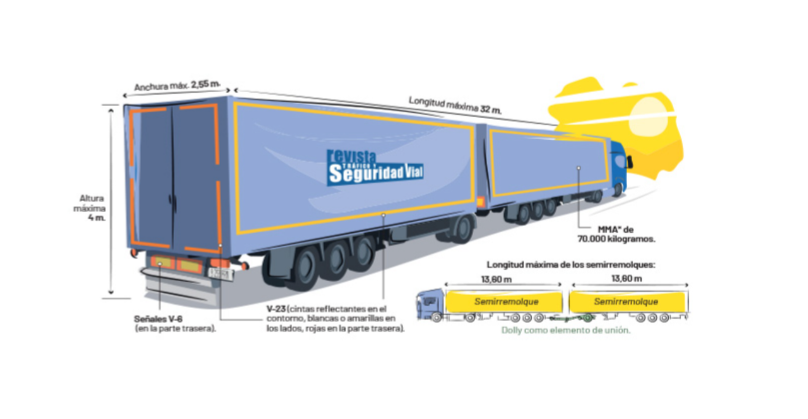 Anchura máx. 2,55 m.
Longitud máxima 32 m.
revista
TRÁFICO Y
Seguridad Vial
Altura
máxima
4 m.
MMA* de
70.000 kilogramos.
Longitud máxima de los semirremolques:
13,60 m
13,60 m
Semirremolque
Semirremolque
Dolly como elemento de unión.
Señales V-6
(en la parte trasera).
V-23 (cintas reflectantes en el
contorno, blancas o amarillas en
los lados, rojas en la parte trasera).